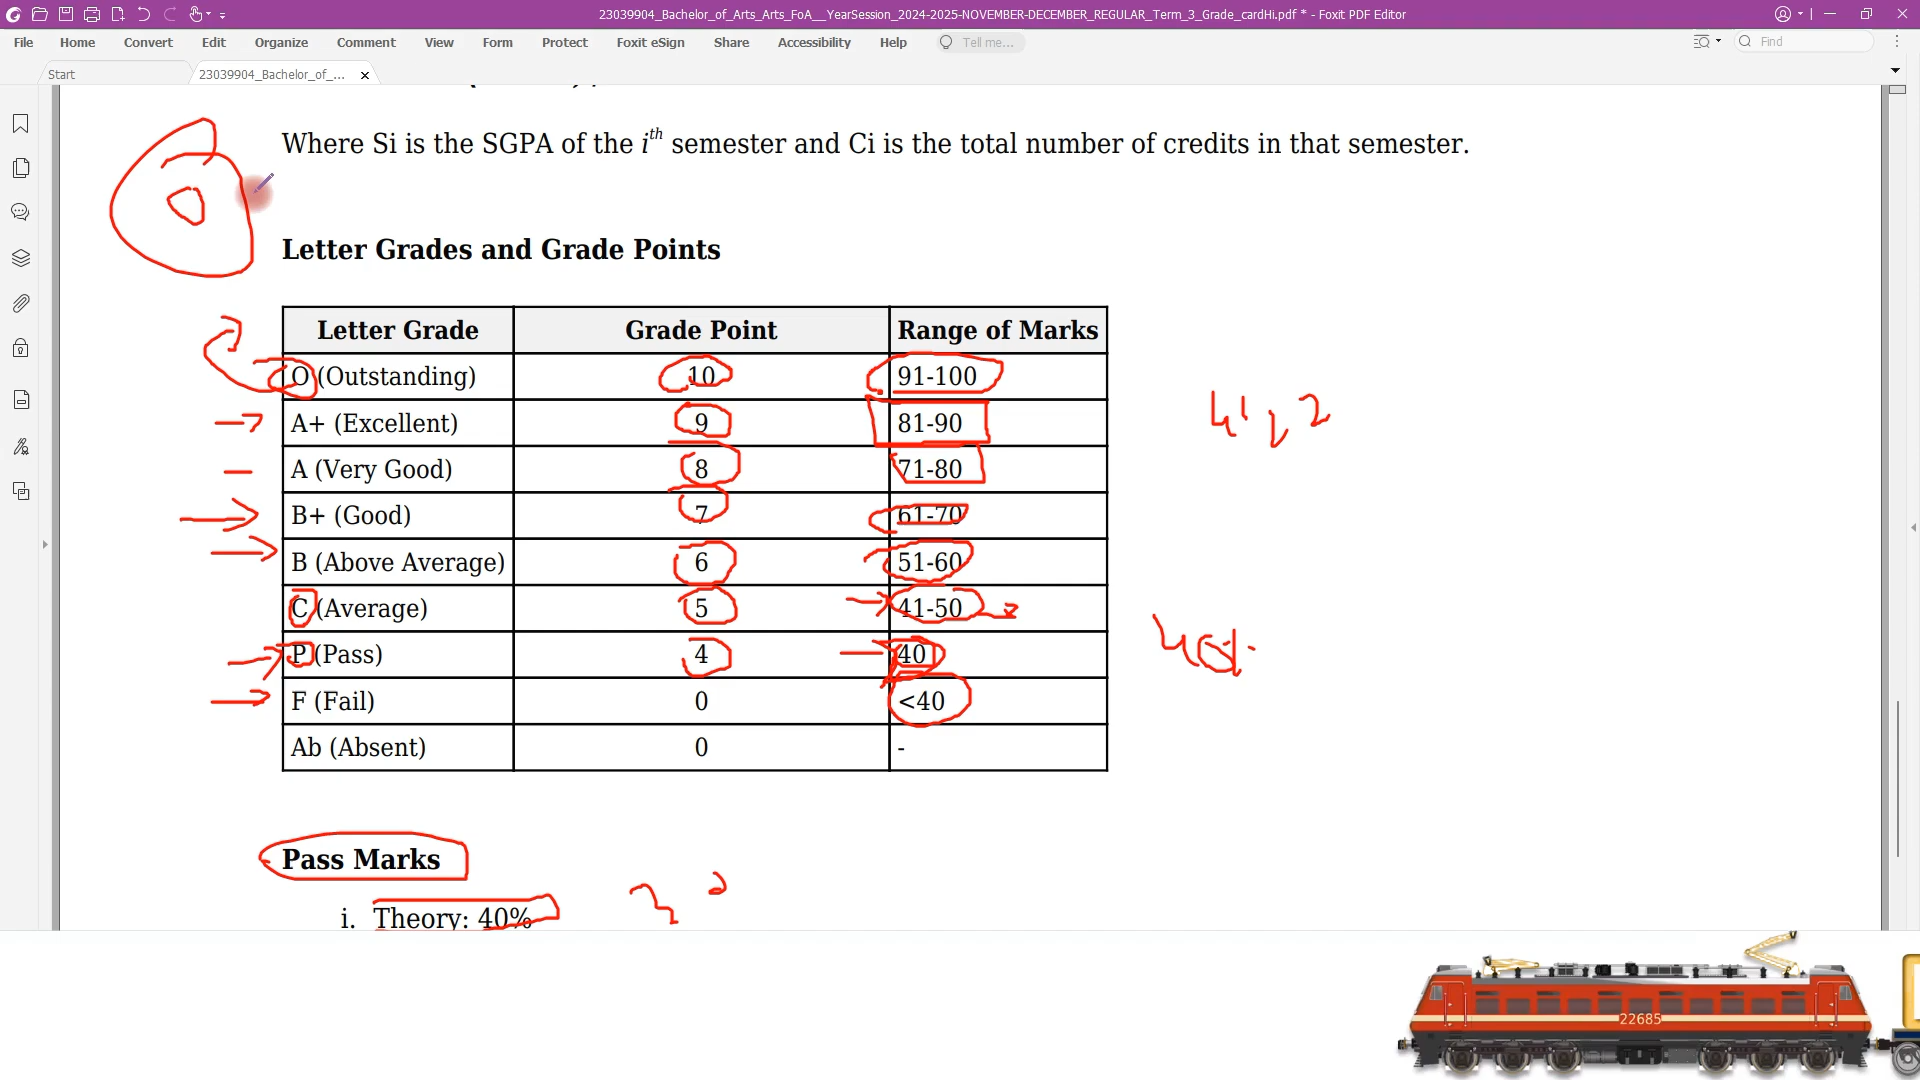 23039904_Bachelor_of_Arts_Arts_FoA__YearSession_2024-2025-NOVEMBER-DECEMBER_REGULAR_Term_3_Grade_cardHi.pdf * - Foxit PDF Editor
File Home Convert Edit Organize Comment View Form Protect Foxit eSign Share Accessibility Help Tell me... Find
Start 23039904_Bachelor_of_...
Where Si is the SGPA of the ith semester and Ci is the total number of credits in that semester.
Letter Grades and Grade Points
Letter Grade Grade Point Range of Marks
O (Outstanding) 10 91-100
A+ (Excellent) 9 81-90
A (Very Good) 8 71-80
B+ (Good) 7 61-70
B (Above Average) 6 51-60
C (Average) 5 41-50
P (Pass) 4 40
F (Fail) 0 <40
Ab (Absent) 0 -
Pass Marks
i. Theory: 40%
22685